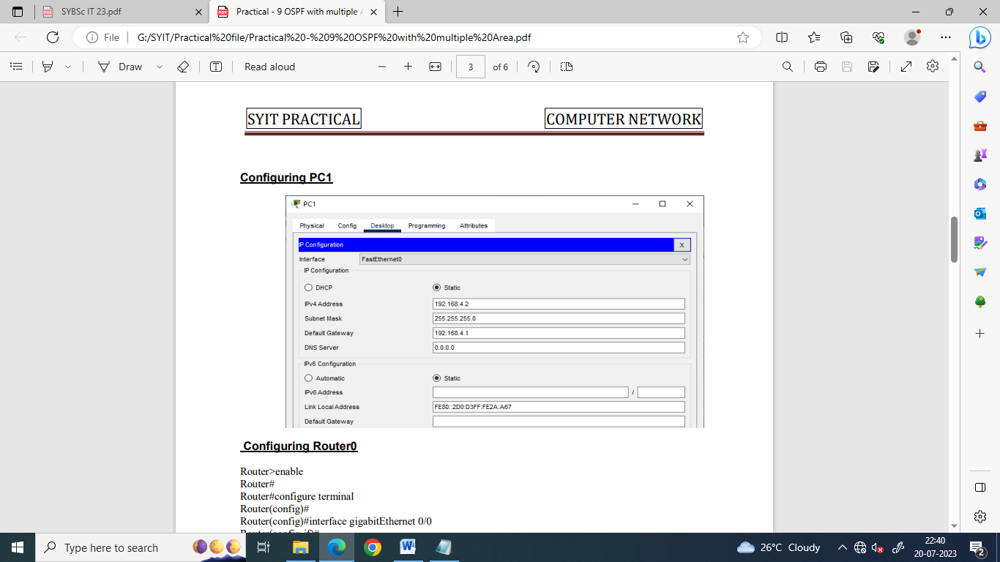 SYBSc IT 23.pdf
Practical - 9 OSPF with multiple A
File
G:/SYIT/Practical%20file/Practical%20-%209%20OSPF%20with%20multiple%20Area.pdf
Draw
Read aloud
3 of 6
SYIT PRACTICAL COMPUTER NETWORK
Configuring PC1
PC1
Physical Config Desktop Programming Attributes
IP Configuration X
Interface FastEthernet0
IP Configuration
DHCP Static
IPv4 Address 192.168.4.2
Subnet Mask 255.255.255.0
Default Gateway 192.168.4.1
DNS Server 0.0.0.0
IPv6 Configuration
Automatic Static
IPv6 Address /
Link Local Address FE80::2D0:D3FF:FE2A:A67
Default Gateway
Configuring Router0
Router>enable
Router#
Router#configure terminal
Router(config)#
Router(config)#interface gigabitEthernet 0/0
Router(config-if)#
Type here to search
26°C Cloudy
22:40
20-07-2023
2